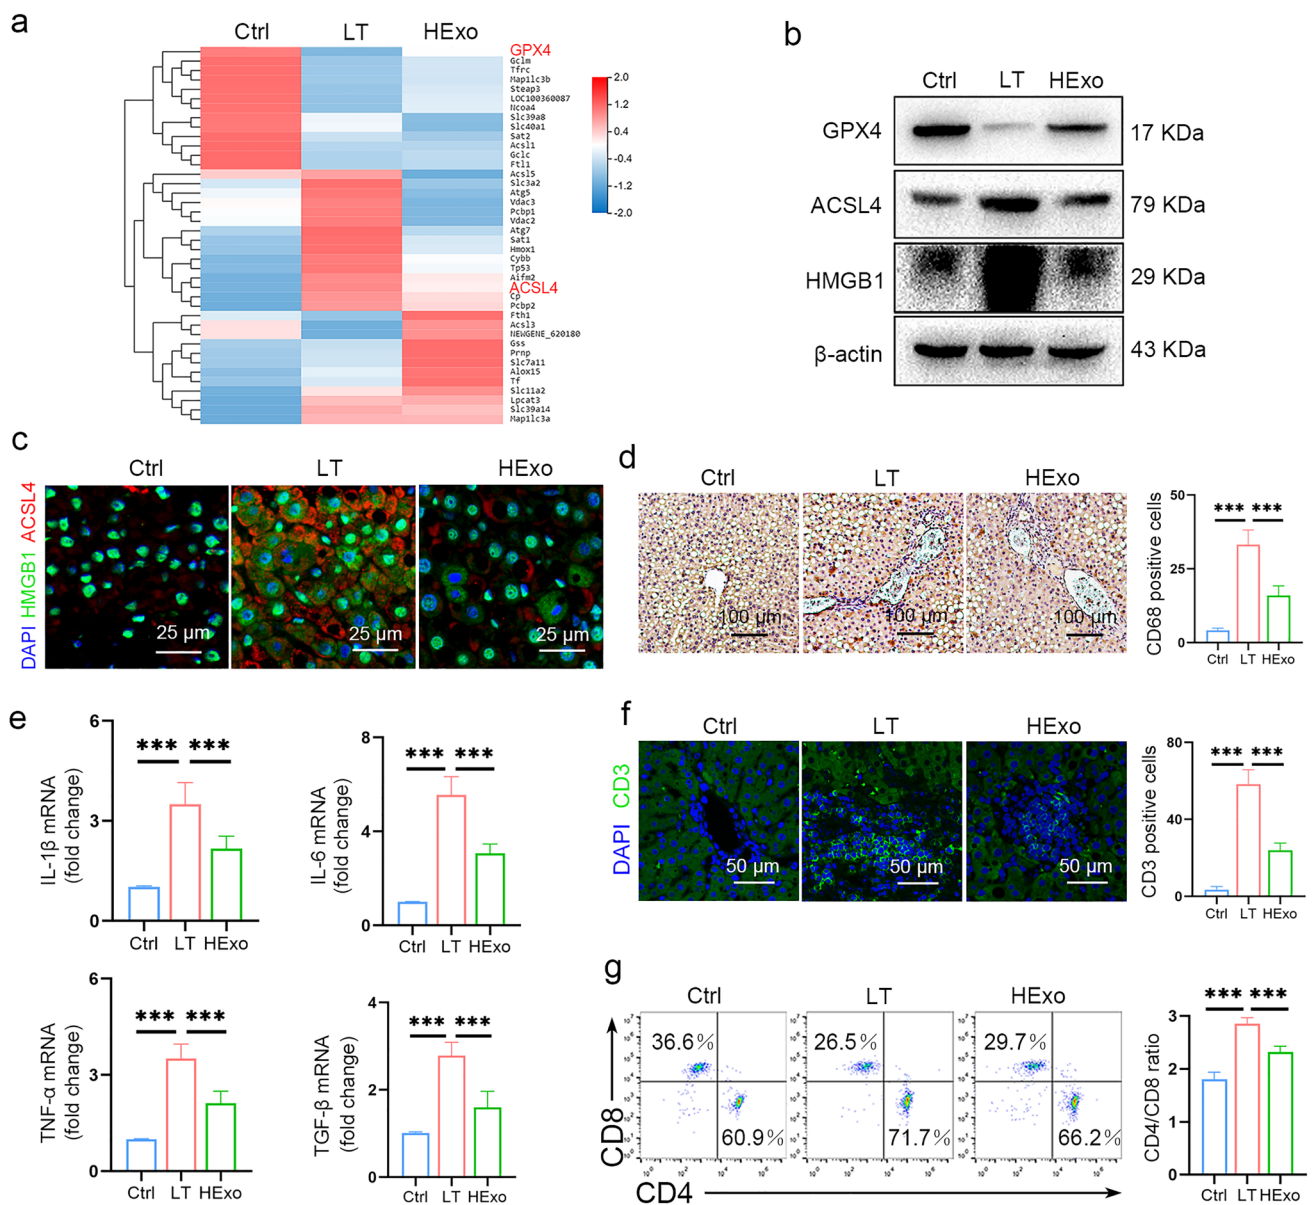 a
Ctrl LT HExo
GPX4
Gclm
Tfrc
Map1lc3b
Steap3
LOC100360087
Ncoa4
Slc39a8
Slc40a1
Sat2
Acsl1
Gclc
Ftl1
Acsl5
Slc3a2
Atg5
Vdac3
Pcbp1
Vdac2
Atg7
Sat1
Hmox1
Cybb
Tp53
Aifm2
ACSL4
Cp
Pcbp2
Fth1
Acsl3
NEWGENE_620180
Gss
Prnp
Slc7a11
Alox15
Tf
Slc11a2
Lpcat3
Slc39a14
Map1lc3a
2.0
1.2
0.4
-0.4
-1.2
-2.0
b
Ctrl LT HExo
GPX4 17 KDa
ACSL4 79 KDa
HMGB1 29 KDa
β-actin 43 KDa
c
Ctrl LT HExo
DAPI HMGB1 ACSL4
25 μm 25 μm 25 μm
d
Ctrl LT HExo
100 μm 100 μm 100 μm
CD68 positive cells
50
25
0
*** ***
Ctrl LT HExo
e
IL-1β mRNA
(fold change)
6
3
0
*** ***
Ctrl LT HExo
IL-6 mRNA
(fold change)
8
4
0
*** ***
Ctrl LT HExo
TNF-α mRNA
(fold change)
6
3
0
*** ***
Ctrl LT HExo
TGF-β mRNA
(fold change)
4
2
0
*** ***
Ctrl LT HExo
f
Ctrl LT HExo
DAPI CD3
50 μm 50 μm 50 μm
CD3 positive cells
80
40
0
*** ***
Ctrl LT HExo
g
Ctrl LT HExo
CD8
36.6% 26.5% 29.7%
60.9% 71.7% 66.2%
CD4
CD4/CD8 ratio
3
2
1
0
*** ***
Ctrl LT HExo